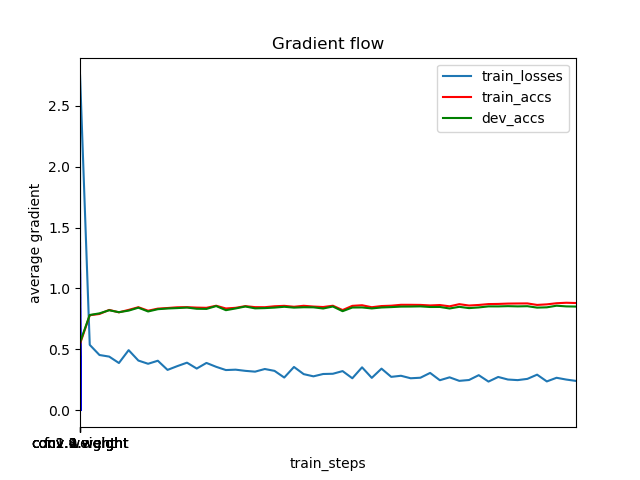 Gradient flow
train_losses
train_accs
dev_accs
average gradient
2.5
2.0
1.5
1.0
0.5
0.0
train_steps